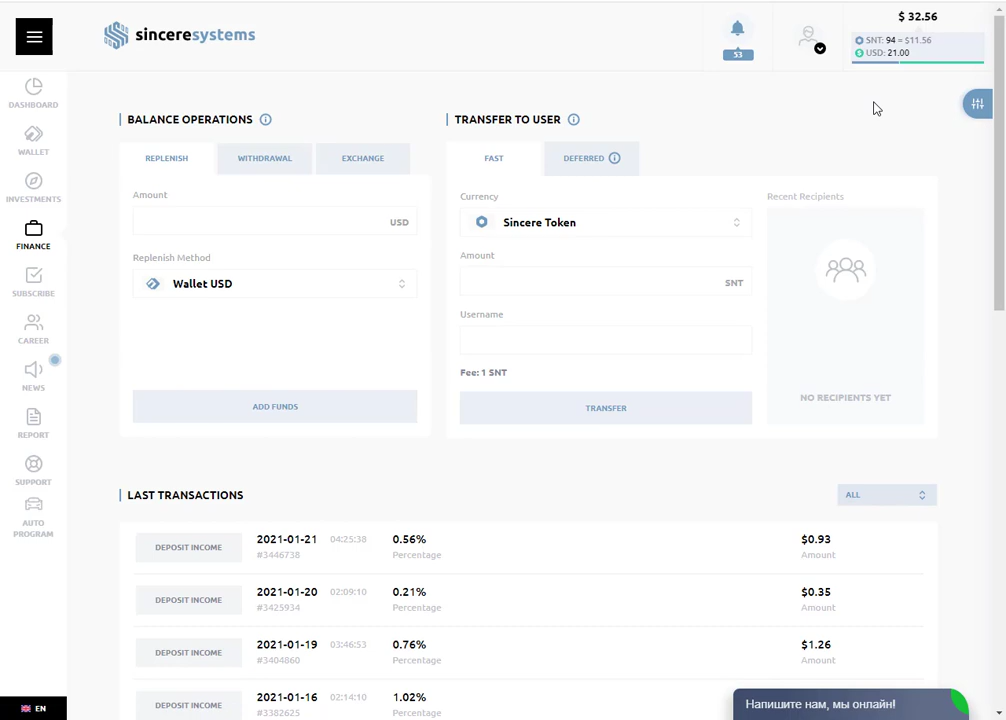 sinceresystems
53
$ 32.56
SNT: 94 = $11.56
USD: 21.00
DASHBOARD
WALLET
INVESTMENTS
FINANCE
SUBSCRIBE
CAREER
NEWS
REPORT
SUPPORT
AUTO
PROGRAM
EN
BALANCE OPERATIONS
REPLENISH
WITHDRAWAL
EXCHANGE
Amount
USD
Replenish Method
Wallet USD
ADD FUNDS
TRANSFER TO USER
FAST
DEFERRED
Currency
Sincere Token
Amount
SNT
Username
Fee: 1 SNT
TRANSFER
Recent Recipients
NO RECIPIENTS YET
LAST TRANSACTIONS
ALL
DEPOSIT INCOME
2021-01-21 04:25:38
#3446738
0.56%
Percentage
$0.93
Amount
DEPOSIT INCOME
2021-01-20 02:09:10
#3425934
0.21%
Percentage
$0.35
Amount
DEPOSIT INCOME
2021-01-19 03:46:53
#3404860
0.76%
Percentage
$1.26
Amount
DEPOSIT INCOME
2021-01-16 02:14:10
#3382625
1.02%
Percentage
Напишите нам, мы онлайн!